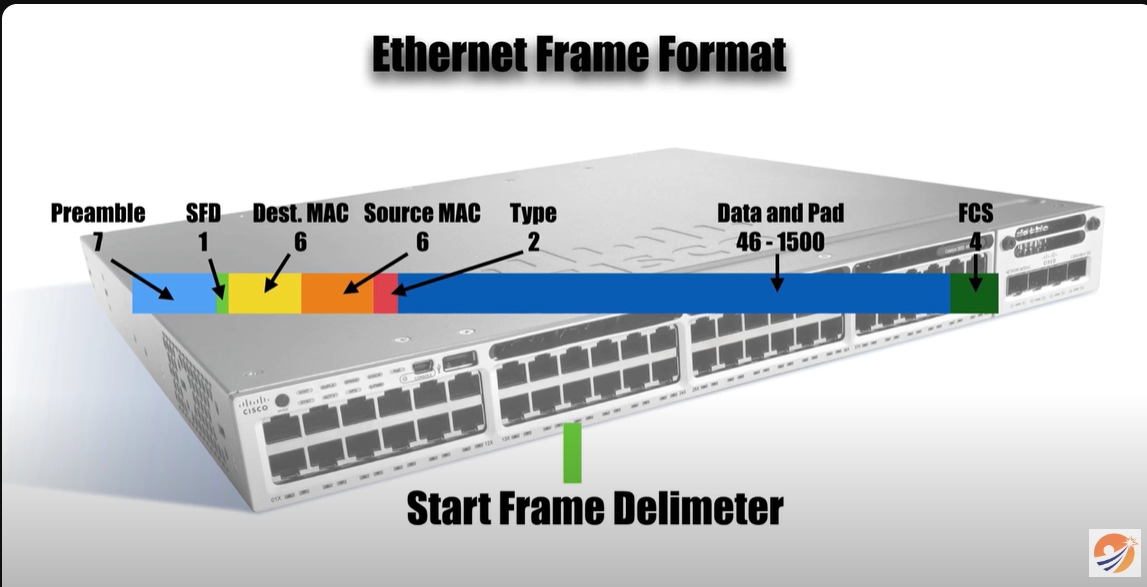 Ethernet Frame Format
Preamble SFD Dest. MAC Source MAC Type Data and Pad FCS
7 1 6 6 2 46 - 1500 4
CISCO
Start Frame Delimeter